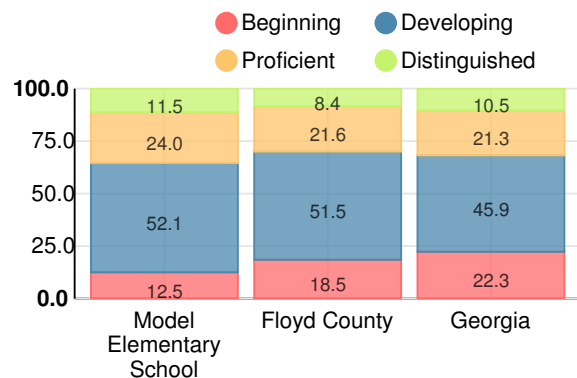 Beginning
Developing
Proficient
Distinguished
100.0
75.0
50.0
25.0
0.0
11.5
8.4
10.5
24.0
21.6
21.3
52.1
51.5
45.9
12.5
18.5
22.3
Model
Elementary
School
Floyd County
Georgia